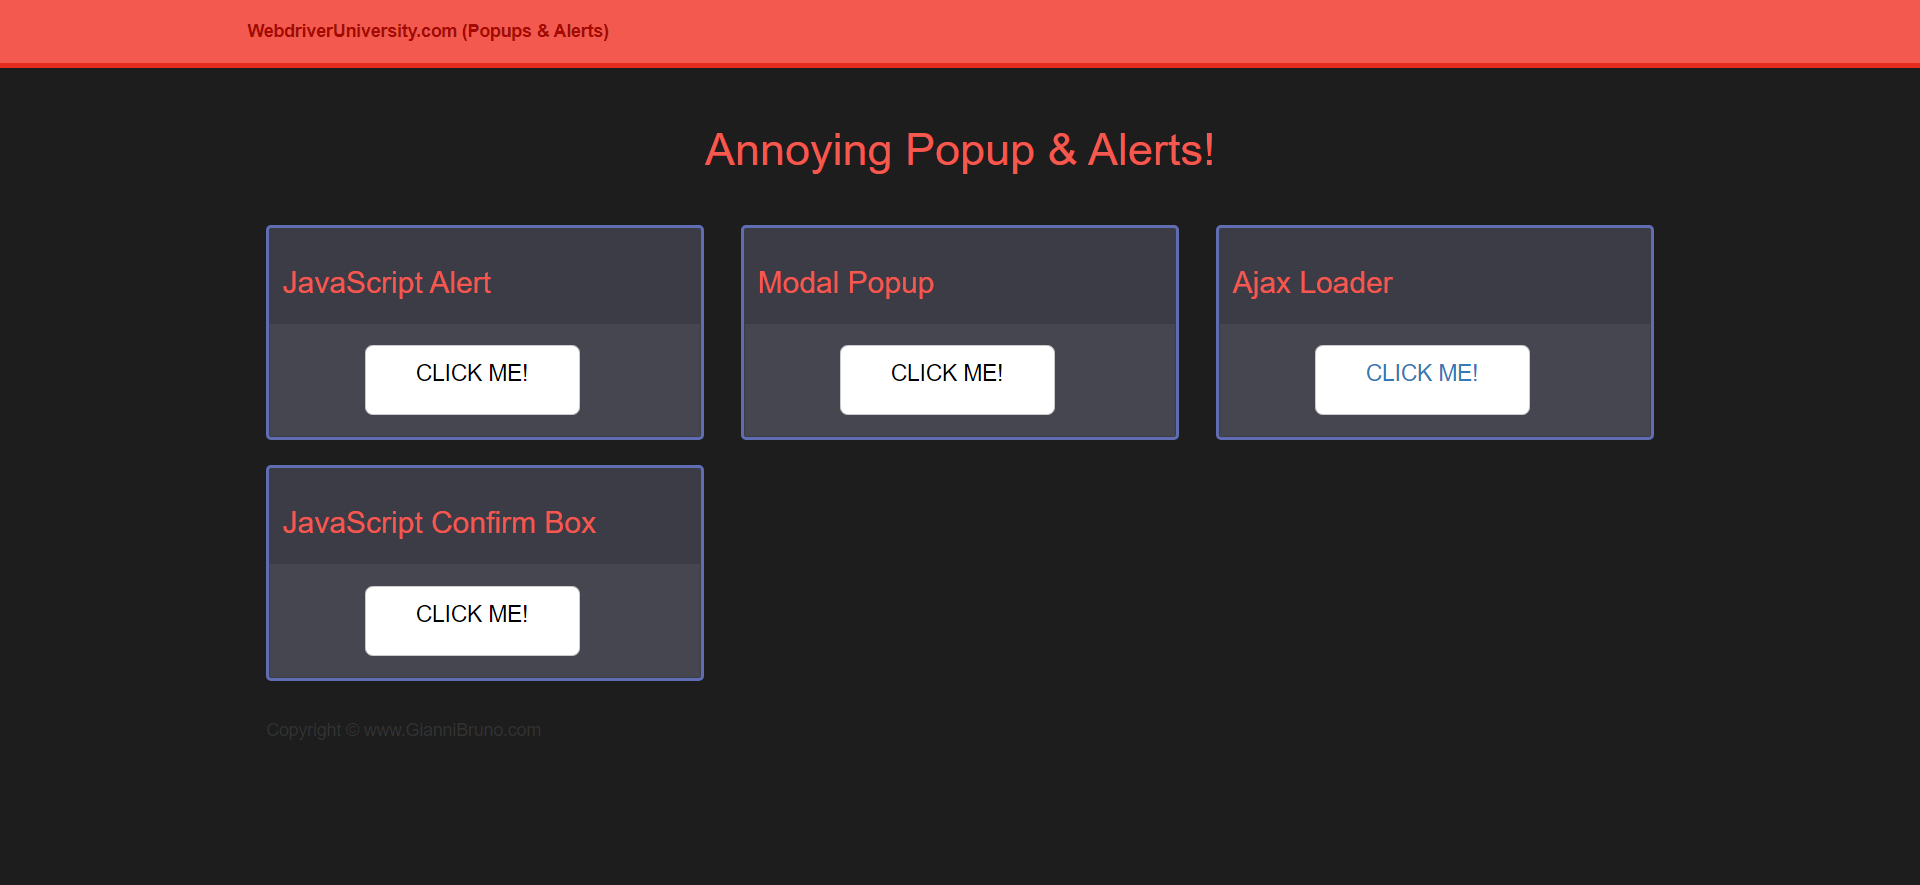 WebdriverUniversity.com (Popups & Alerts)
Annoying Popup & Alerts!
JavaScript Alert
CLICK ME!
Modal Popup
CLICK ME!
Ajax Loader
CLICK ME!
JavaScript Confirm Box
CLICK ME!
Copyright © www.GianniBruno.com